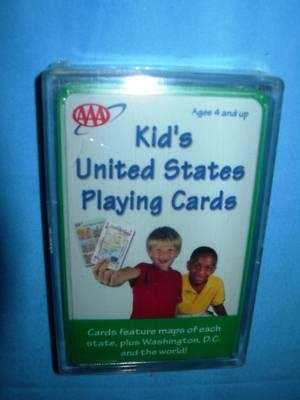 AAA
Ages 4 and up
Kid's
United States
Playing Cards
Cards feature maps of each
state, plus Washington, D.C.
and the world!